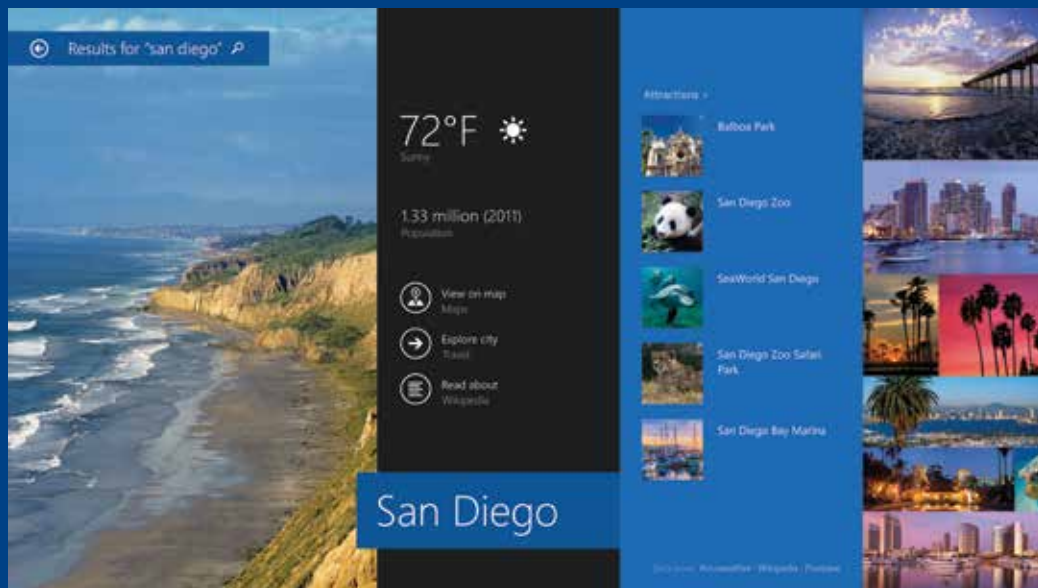 Results for "san diego"
72°F
Sunny
1.33 million (2011)
Population
View on map
Maps
Explore city
Travel
Read about
Wikipedia
San Diego
Attractions
Balboa Park
San Diego Zoo
SeaWorld San Diego
San Diego Zoo Safari
Park
San Diego Bay Marina